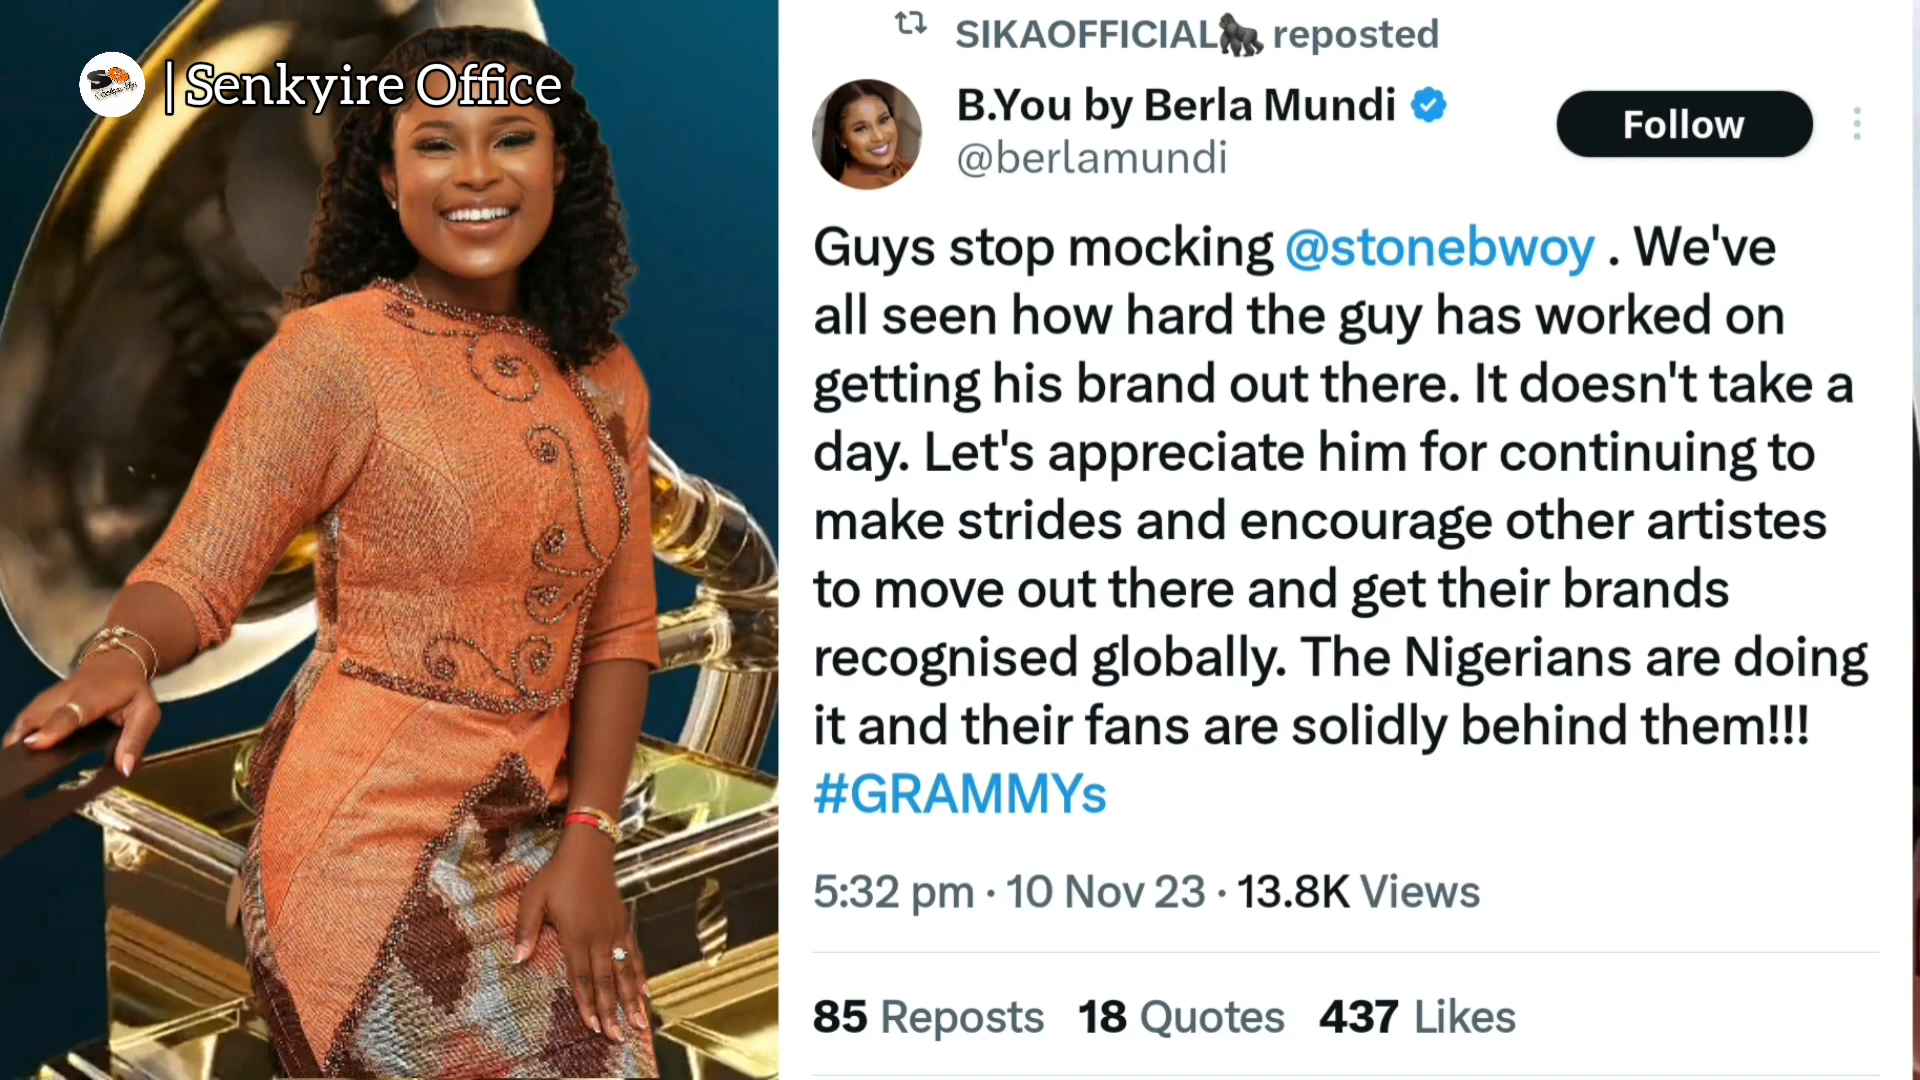 | Senkyire Office
SIKAOFFICIAL🦍 reposted
B.You by Berla Mundi
@berlamundi
Follow
Guys stop mocking @stonebwoy . We've
all seen how hard the guy has worked on
getting his brand out there. It doesn't take a
day. Let's appreciate him for continuing to
make strides and encourage other artistes
to move out there and get their brands
recognised globally. The Nigerians are doing
it and their fans are solidly behind them!!!
#GRAMMYs
5:32 pm · 10 Nov 23 · 13.8K Views
85 Reposts 18 Quotes 437 Likes